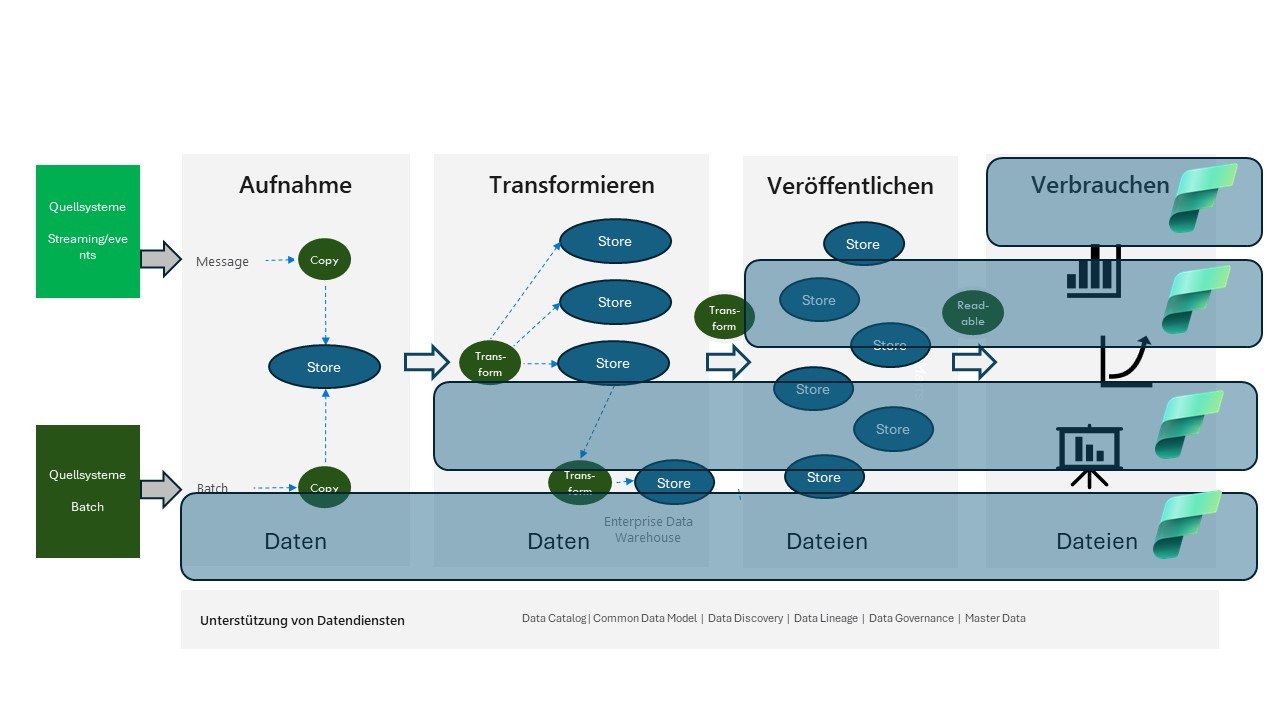 Quellsysteme
Streaming/eve
nts
Quellsysteme
Batch
Aufnahme
Message
Copy
Store
Batch
Copy
Daten
Transformieren
Store
Store
Store
Trans-
form
Trans-
form
Store
Enterprise Data
Warehouse
Daten
Trans-
form
Veröffentlichen
Store
Store
Store
Store
Store
Store
Dateien
Read-
able
Verbrauchen
Dateien
Unterstützung von Datendiensten
Data Catalog| Common Data Model | Data Discovery | Data Lineage | Data Governance | Master Data